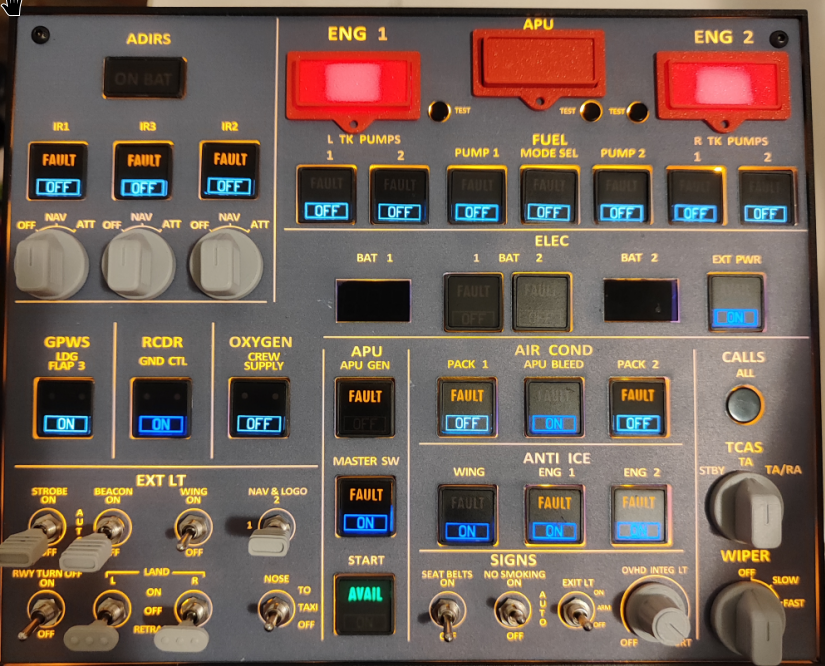 ADIRS
ON BAT
IR1 IR3 IR2
FAULT FAULT FAULT
OFF OFF OFF
OFF NAV ATT OFF NAV ATT OFF NAV ATT
ENG 1 APU ENG 2
TEST TEST TEST
L TK PUMPS FUEL R TK PUMPS
1 2 PUMP 1 MODE SEL PUMP 2 1 2
FAULT FAULT FAULT FAULT FAULT FAULT FAULT
OFF OFF OFF OFF OFF OFF OFF
ELEC
BAT 1 1 BAT 2 BAT 2 EXT PWR
FAULT FAULT
OFF OFF ON
GPWS RCDR OXYGEN
LDG FLAP 3 GND CTL CREW SUPPLY
ON ON OFF
APU
APU GEN
FAULT
OFF
MASTER SW
FAULT
ON
START
AVAIL
AIR COND
PACK 1 APU BLEED PACK 2
FAULT FAULT FAULT
OFF ON OFF
ANTI ICE
WING ENG 1 ENG 2
FAULT FAULT FAULT
ON ON ON
CALLS
ALL
TCAS
STBY TA TA/RA
WIPER
OFF SLOW FAST
EXT LT
STROBE BEACON WING NAV & LOGO
ON ON ON 2
AUTO 1
OFF
RWY TURN OFF LAND NOSE
ON L R TO
ON TAXI
OFF OFF OFF
SIGNS
SEAT BELTS NO SMOKING EXIT LT OVHD INTEG LT
ON ON AUTO ON
ARM
OFF OFF OFF